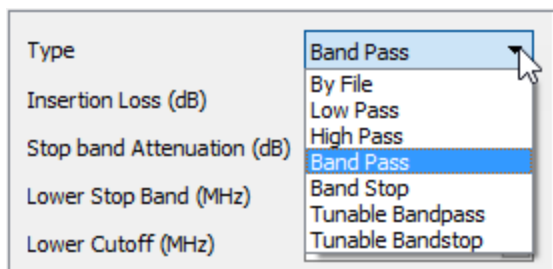 Type
Band Pass
By File
Insertion Loss (dB)
Low Pass
High Pass
Stop band Attenuation (dB)
Band Pass
Lower Stop Band (MHz)
Band Stop
Tunable Bandpass
Lower Cutoff (MHz)
Tunable Bandstop